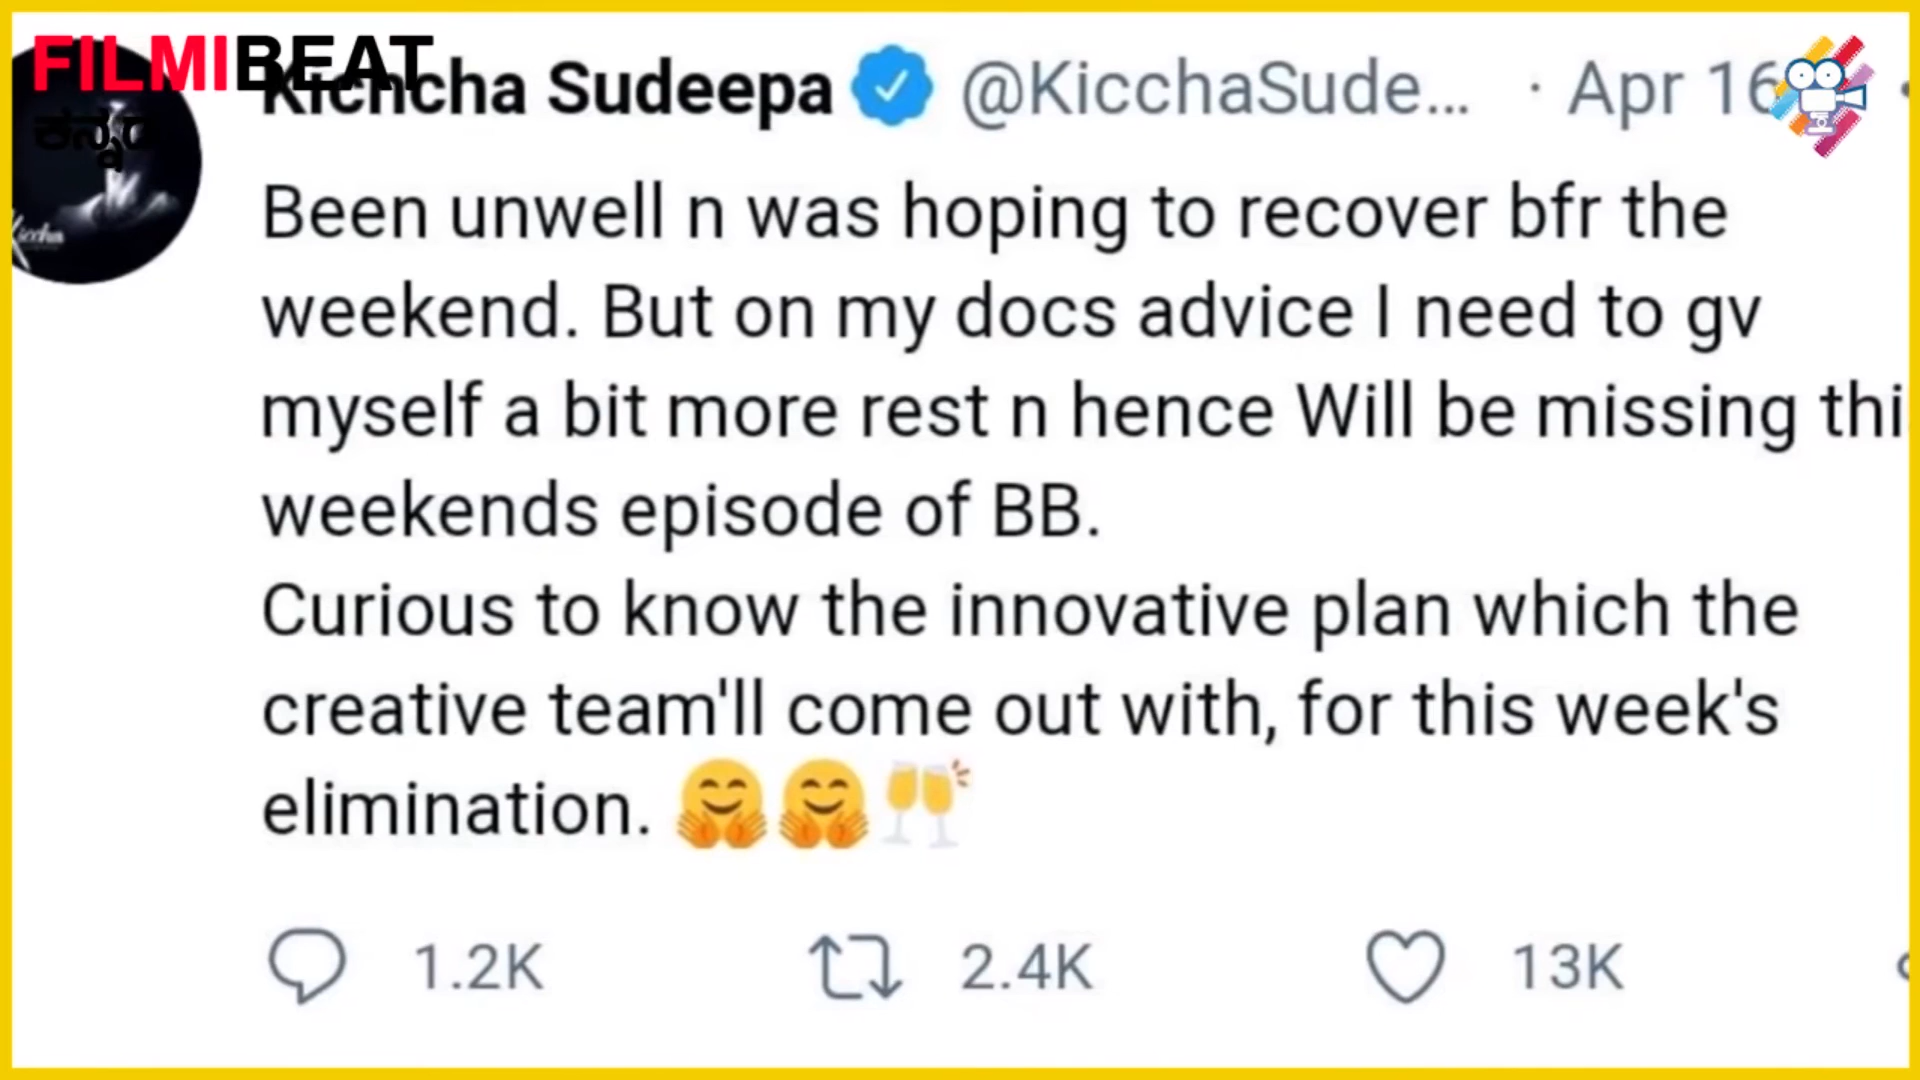 FILMIBEAT
ಕನ್ನಡ
Kichcha Sudeepa @KicchaSude... · Apr 16
Been unwell n was hoping to recover bfr the
weekend. But on my docs advice I need to gv
myself a bit more rest n hence Will be missing thi
weekends episode of BB.
Curious to know the innovative plan which the
creative team'll come out with, for this week's
elimination. 🤗🤗🥂
1.2K 2.4K 13K